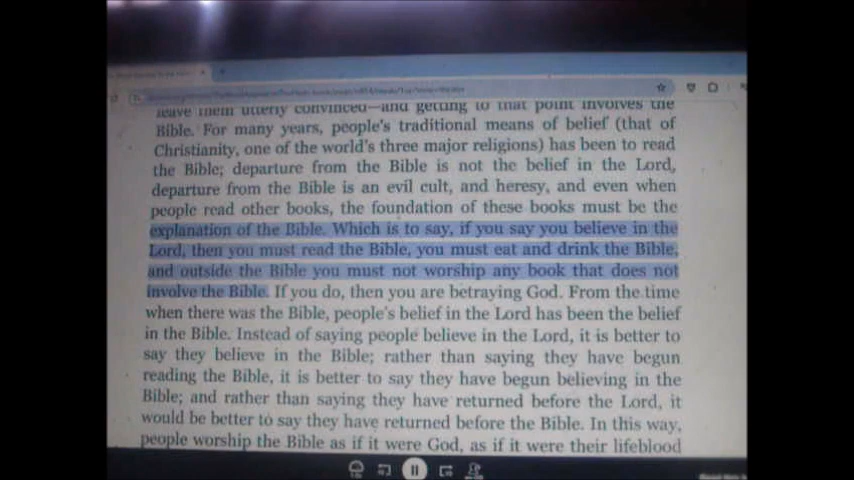 leave them utterly convinced—and getting to that point involves the
Bible. For many years, people's traditional means of belief (that of
Christianity, one of the world's three major religions) has been to read
the Bible; departure from the Bible is not the belief in the Lord,
departure from the Bible is an evil cult, and heresy, and even when
people read other books, the foundation of these books must be the
explanation of the Bible. Which is to say, if you say you believe in the
Lord, then you must read the Bible, you must eat and drink the Bible,
and outside the Bible you must not worship any book that does not
involve the Bible. If you do, then you are betraying God. From the time
when there was the Bible, people's belief in the Lord has been the belief
in the Bible. Instead of saying people believe in the Lord, it is better to
say they believe in the Bible; rather than saying they have begun
reading the Bible, it is better to say they have begun believing in the
Bible; and rather than saying they have returned before the Lord, it
would be better to say they have returned before the Bible. In this way,
people worship the Bible as if it were God, as if it were their lifeblood